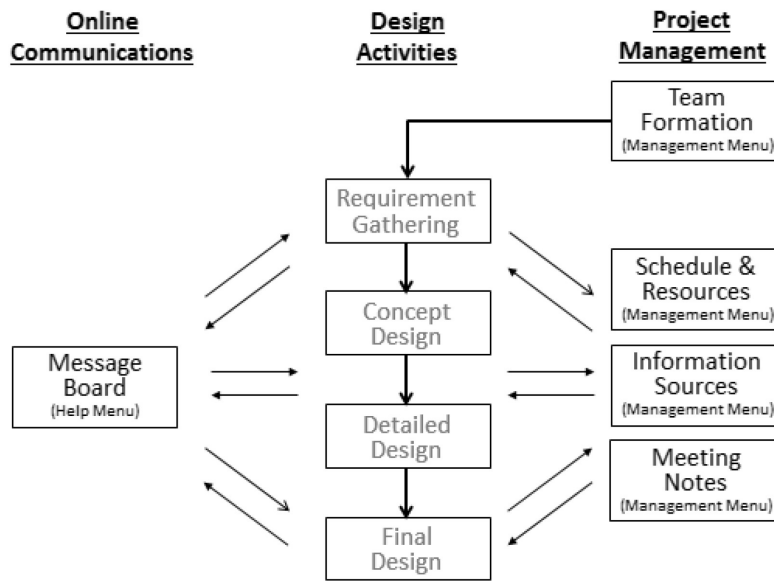 Online
Communications
Design
Activities
Project
Management
Team
Formation
(Management Menu)
Requirement
Gathering
Schedule &
Resources
(Management Menu)
Concept
Design
Message
Board
(Help Menu)
Information
Sources
(Management Menu)
Detailed
Design
Meeting
Notes
(Management Menu)
Final
Design